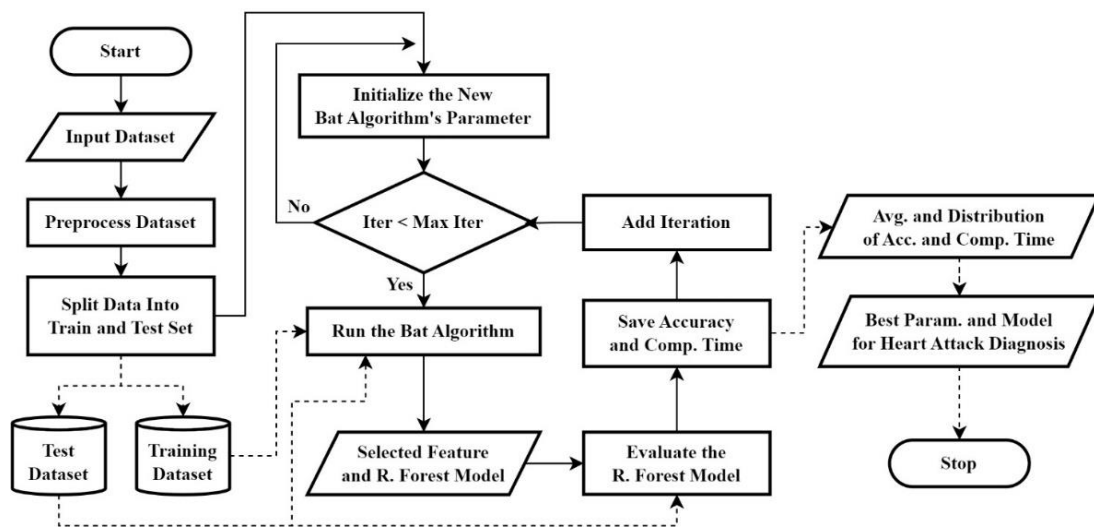 Start
Input Dataset
Preprocess Dataset
Split Data Into
Train and Test Set
Test
Dataset
Training
Dataset
Initialize the New
Bat Algorithm's Parameter
No
Iter < Max Iter
Yes
Run the Bat Algorithm
Selected Feature
and R. Forest Model
Add Iteration
Save Accuracy
and Comp. Time
Evaluate the
R. Forest Model
Avg. and Distribution
of Acc. and Comp. Time
Best Param. and Model
for Heart Attack Diagnosis
Stop